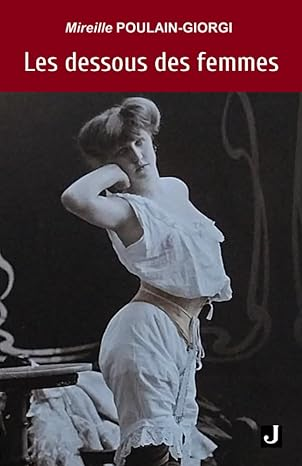 Mireille POULAIN-GIORGI
Les dessous des femmes
J